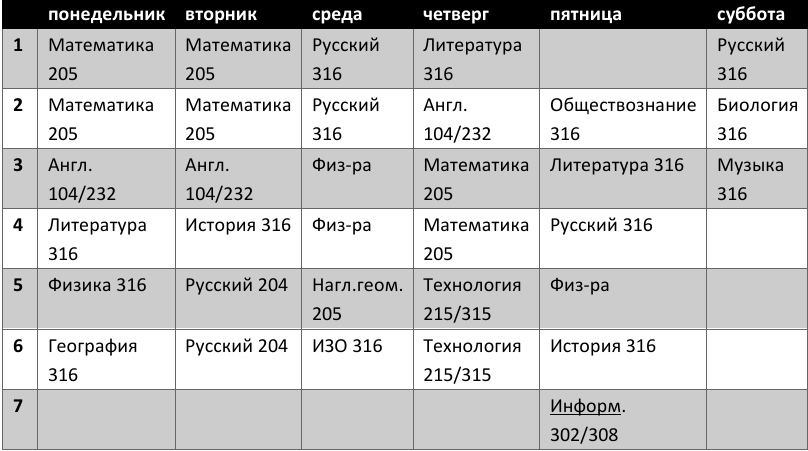 понедельник вторник среда четверг пятница суббота
1 Математика Математика Русский Литература Русский
205 205 316 316 316
2 Математика Математика Русский Англ. Обществознание Биология
205 205 316 104/232 316 316
3 Англ. Англ. Физ-ра Математика Литература 316 Музыка
104/232 104/232 205 316
4 Литература История 316 Физ-ра Математика Русский 316
316 205
5 Физика 316 Русский 204 Нагл.геом. Технология Физ-ра
205 215/315
6 География Русский 204 ИЗО 316 Технология История 316
316 215/315
7 Информ.
302/308